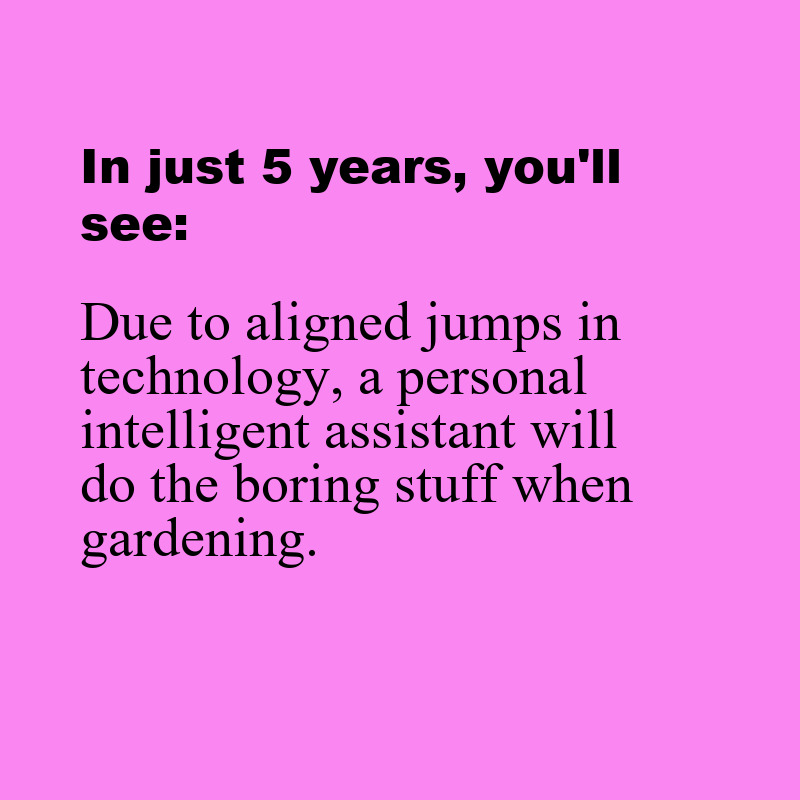 In just 5 years, you'll
see:
Due to aligned jumps in
technology, a personal
intelligent assistant will
do the boring stuff when
gardening.